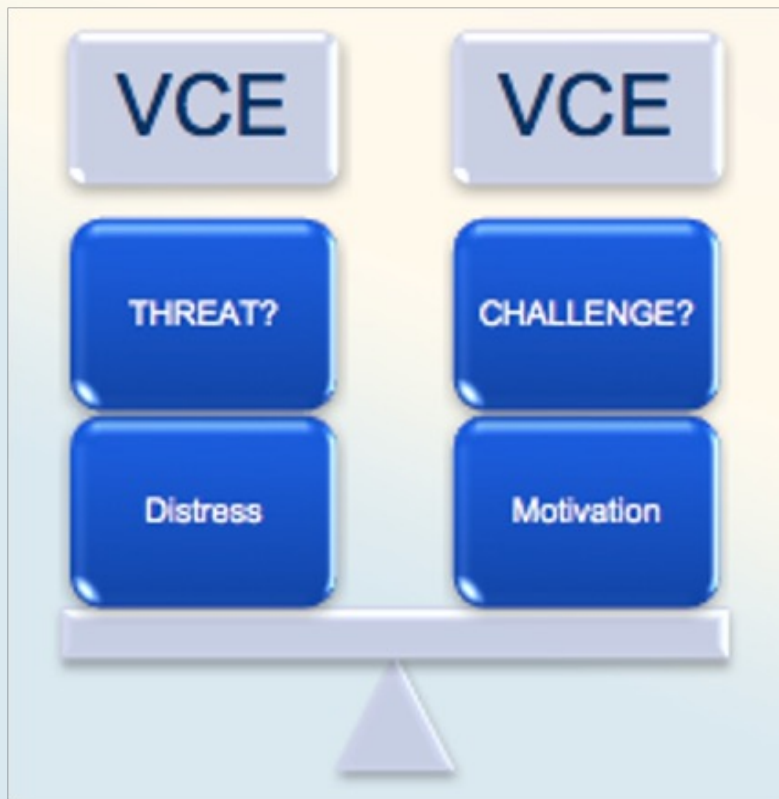 VCE
THREAT?
Distress
VCE
CHALLENGE?
Motivation